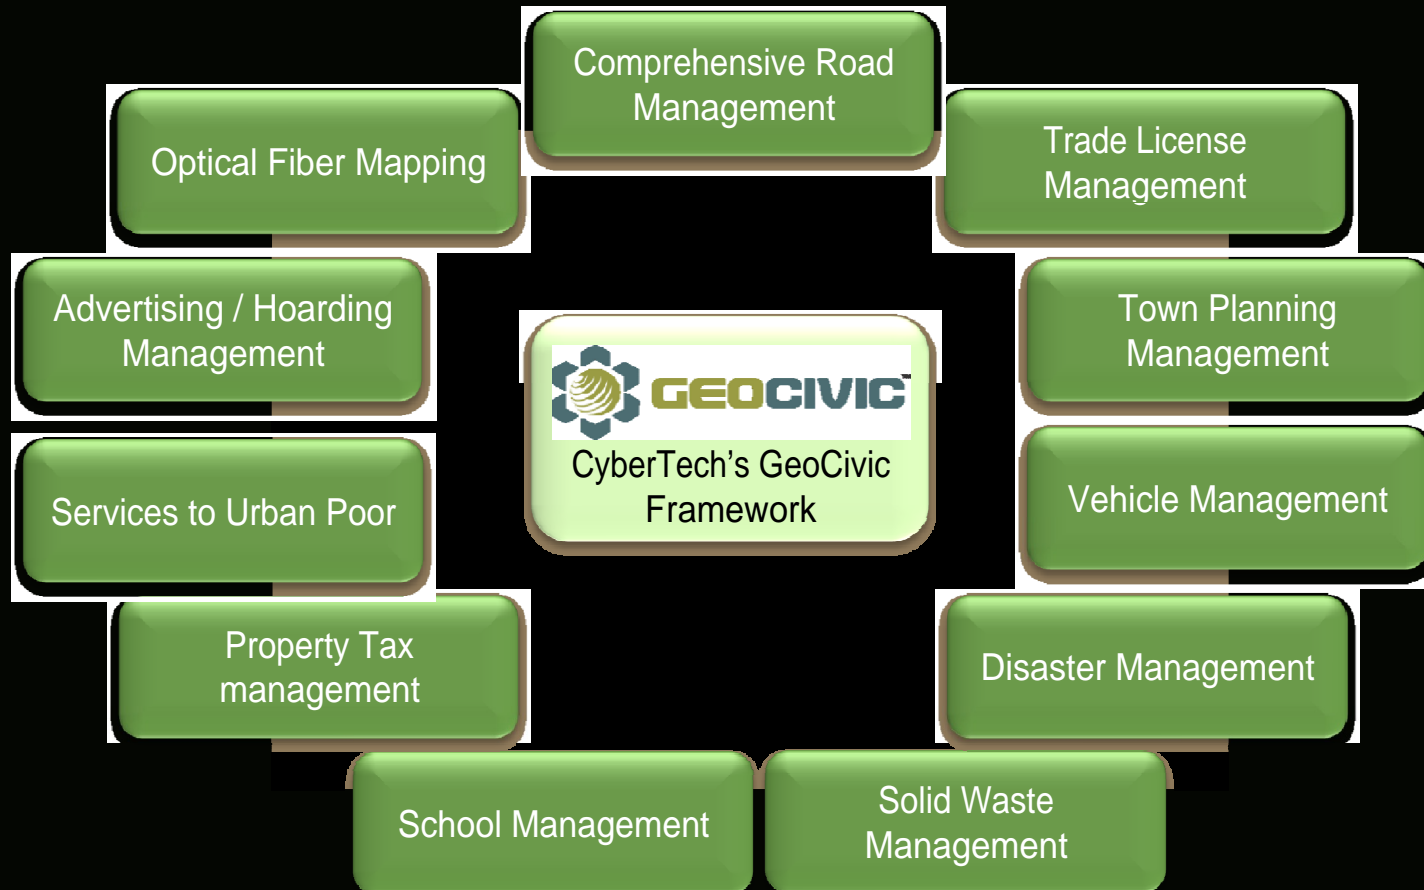 Comprehensive Road
Management
Optical Fiber Mapping
Trade License
Management
Advertising / Hoarding
Management
Town Planning
Management
GEOCIVIC™
CyberTech’s GeoCivic
Framework
Services to Urban Poor
Vehicle Management
Property Tax
management
Disaster Management
School Management
Solid Waste
Management